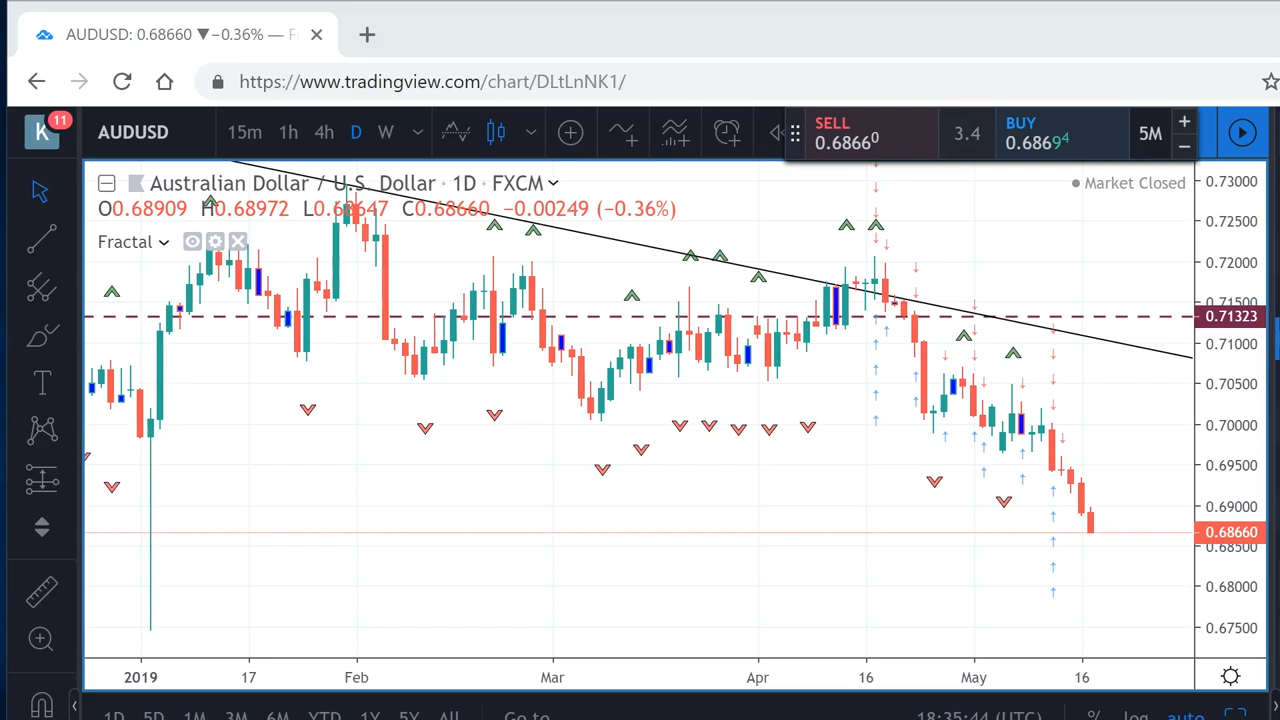 AUDUSD: 0.68660 ▼−0.36% — F
https://www.tradingview.com/chart/DLtLnNK1/
K 11 AUDUSD 15m 1h 4h D W SELL 0.68660 3.4 BUY 0.68694 5M
Australian Dollar / U.S. Dollar · 1D · FXCM Market Closed
O0.68909 H0.68972 L0.68647 C0.68660 −0.00249 (−0.36%)
Fractal
0.73000
0.72500
0.72000
0.71500
0.71323
0.71000
0.70500
0.70000
0.69500
0.69000
0.68660
0.68500
0.68000
0.67500
2019 17 Feb Mar Apr 16 May 16
1D 5D 1M 3M 6M YTD 1Y 5Y All Go to 18:35:44 (UTC) % log auto